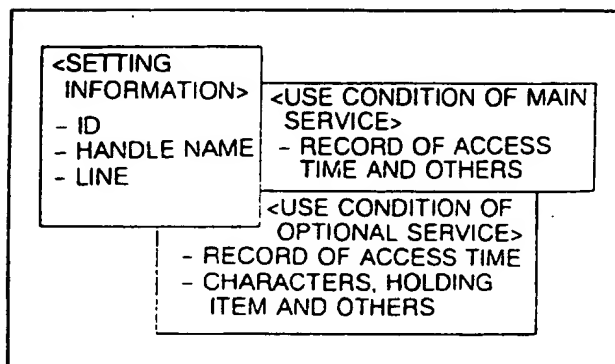 <SETTING
INFORMATION>
- ID
- HANDLE NAME
- LINE
<USE CONDITION OF MAIN
SERVICE>
- RECORD OF ACCESS
TIME AND OTHERS
<USE CONDITION OF
OPTIONAL SERVICE>
- RECORD OF ACCESS TIME
- CHARACTERS, HOLDING
ITEM AND OTHERS